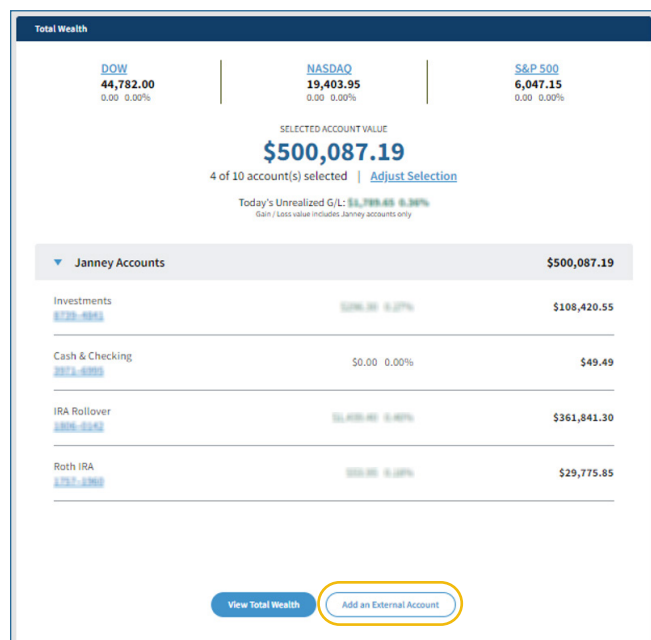 Total Wealth
DOW NASDAQ S&P 500
44,782.00 19,403.95 6,047.15
0.00 0.00% 0.00 0.00% 0.00 0.00%
SELECTED ACCOUNT VALUE
$500,087.19
4 of 10 account(s) selected | Adjust Selection
Today's Unrealized G/L:
Gain / Loss value includes Janney accounts only
Janney Accounts $500,087.19
Investments
$108,420.55
Cash & Checking
$0.00 0.00% $49.49
IRA Rollover
$361,841.30
Roth IRA
$29,775.85
View Total Wealth Add an External Account